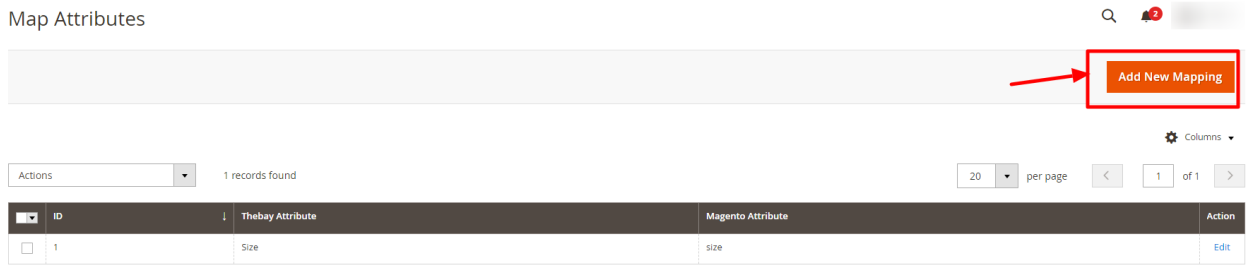 Map Attributes
2
Add New Mapping
Columns
Actions 1 records found 20 per page 1 of 1
ID Thebay Attribute Magento Attribute Action
1 Size size Edit